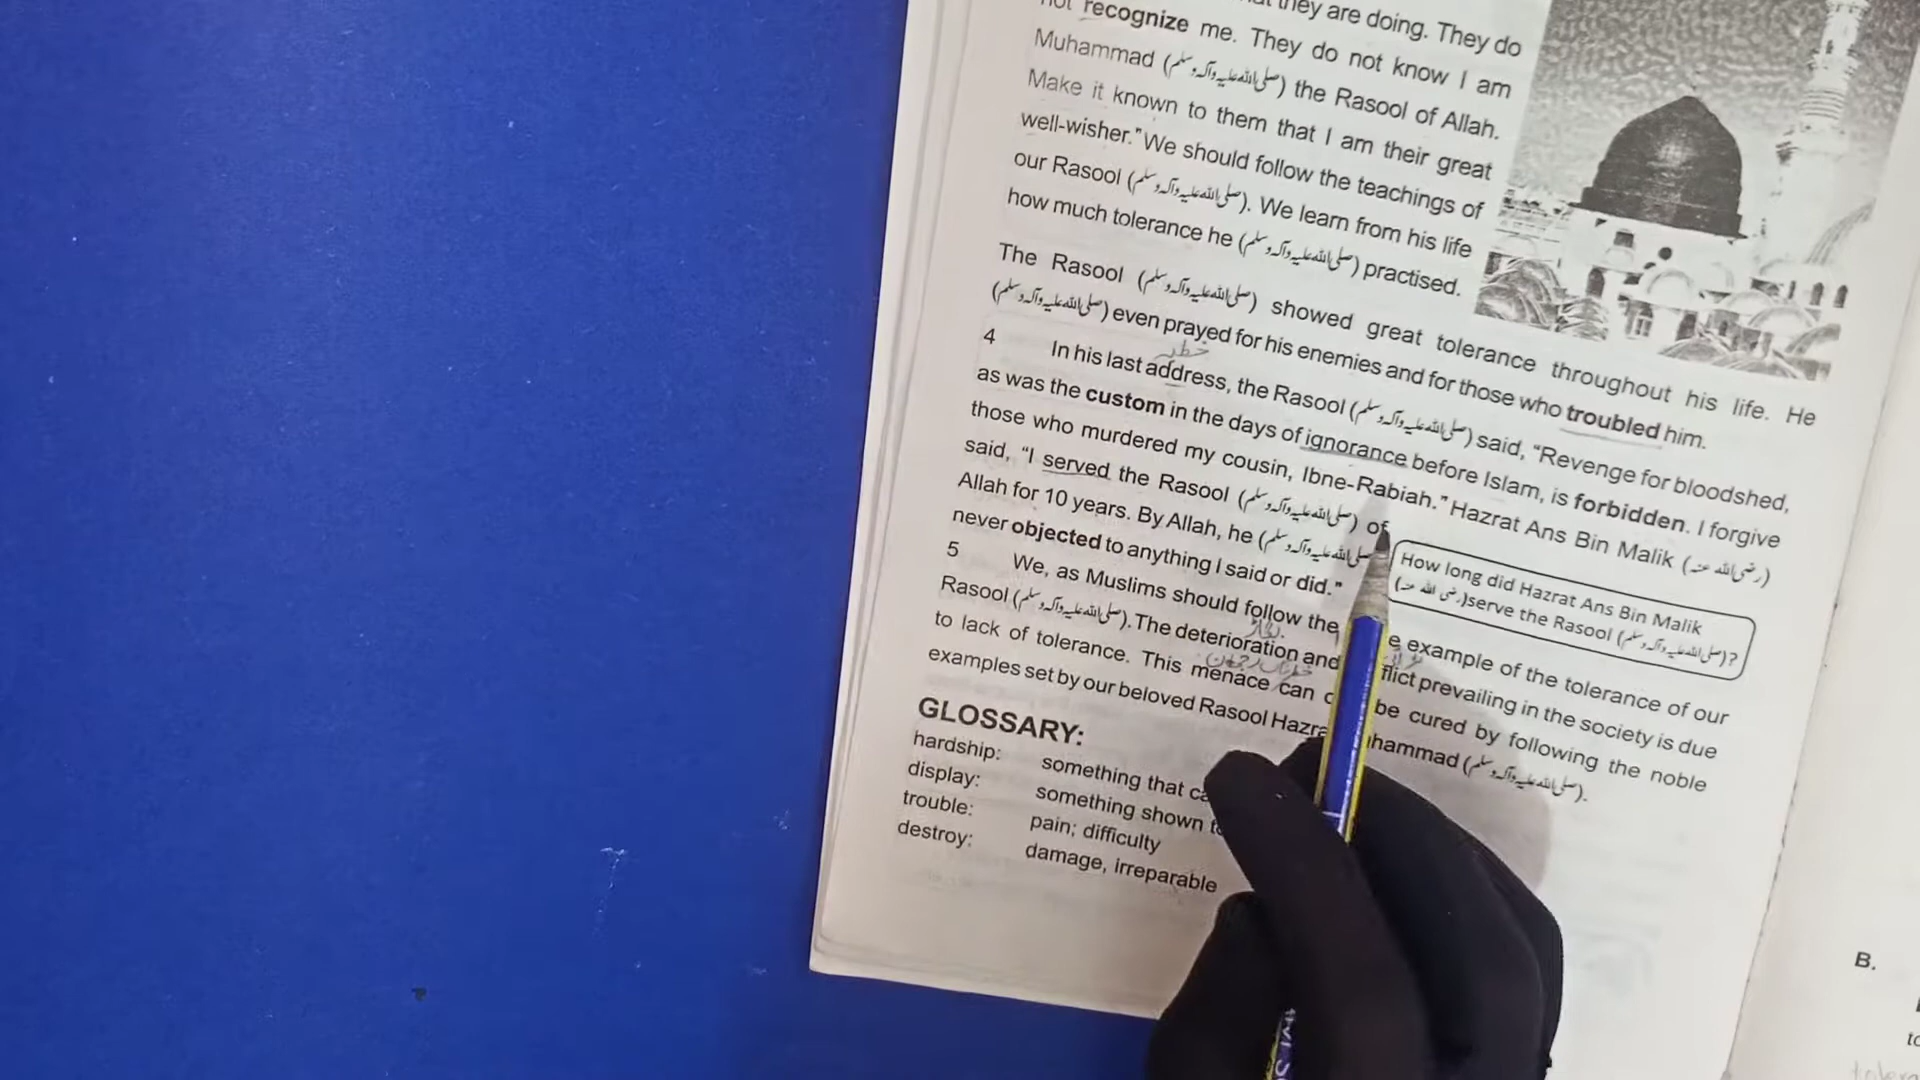 they are doing. They do
not recognize me. They do not know I am
Muhammad (صلی اللہ علیہ وآلہ وسلم) the Rasool of Allah.
Make it known to them that I am their great
well-wisher." We should follow the teachings of
our Rasool (صلی اللہ علیہ وآلہ وسلم). We learn from his life
how much tolerance he (صلی اللہ علیہ وآلہ وسلم) practised.
The Rasool (صلی اللہ علیہ وآلہ وسلم) showed great tolerance throughout his life. He
(صلی اللہ علیہ وآلہ وسلم) even prayed for his enemies and for those who troubled him.
خطبہ
4 In his last address, the Rasool (صلی اللہ علیہ وآلہ وسلم) said, "Revenge for bloodshed,
as was the custom in the days of ignorance before Islam, is forbidden. I forgive
those who murdered my cousin, Ibne-Rabiah." Hazrat Ans Bin Malik (رضی اللہ عنہ)
said, "I served the Rasool (صلی اللہ علیہ وآلہ وسلم) of
Allah for 10 years. By Allah, he (صلی اللہ علیہ وآلہ وسلم
never objected to anything I said or did."
How long did Hazrat Ans Bin Malik
(رضی اللہ عنہ) serve the Rasool (صلی اللہ علیہ وآلہ وسلم)?
5 We, as Muslims should follow the e example of the tolerance of our
بگاڑ
Rasool (صلی اللہ علیہ وآلہ وسلم). The deterioration and flict prevailing in the society is due
to lack of tolerance. This menace can be cured by following the noble
examples set by our beloved Rasool Hazra hammad (صلی اللہ علیہ وآلہ وسلم).
GLOSSARY:
hardship: something that ca
display: something shown t
trouble: pain; difficulty
destroy: damage, irreparable
B.